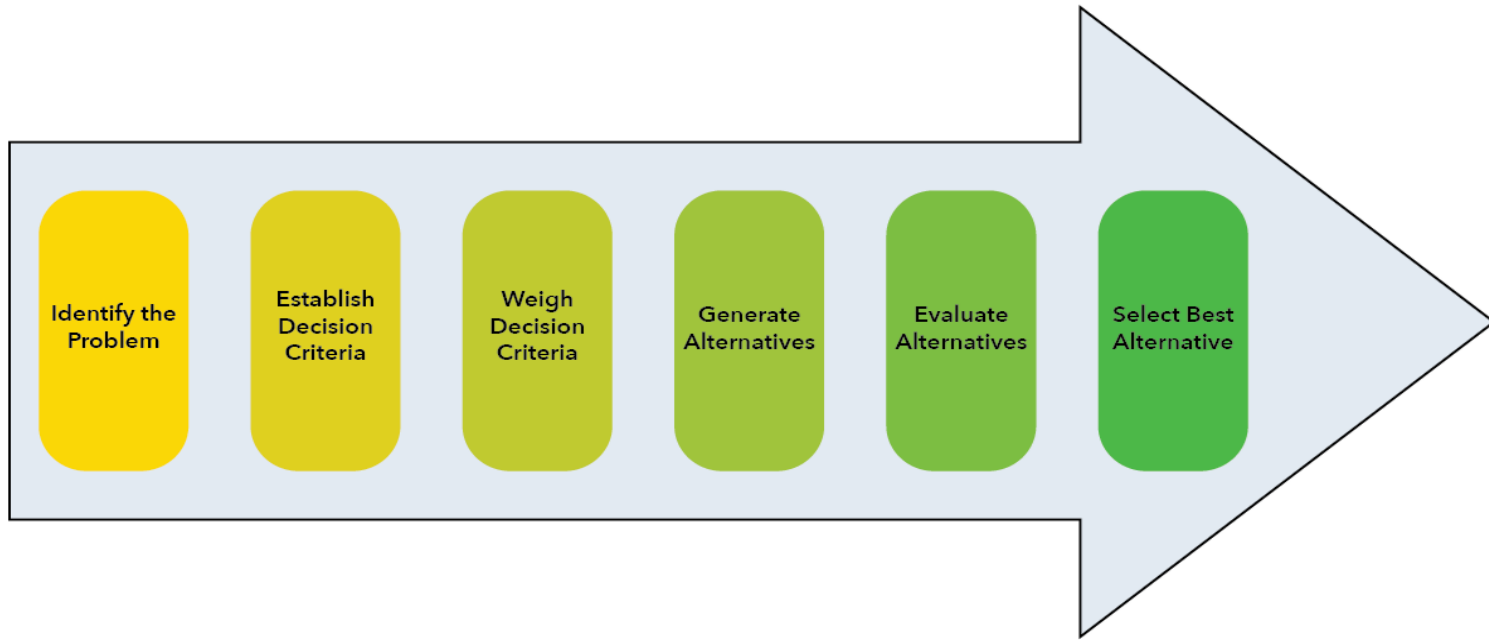 Identify the
Problem
Establish
Decision
Criteria
Weigh
Decision
Criteria
Generate
Alternatives
Evaluate
Alternatives
Select Best
Alternative